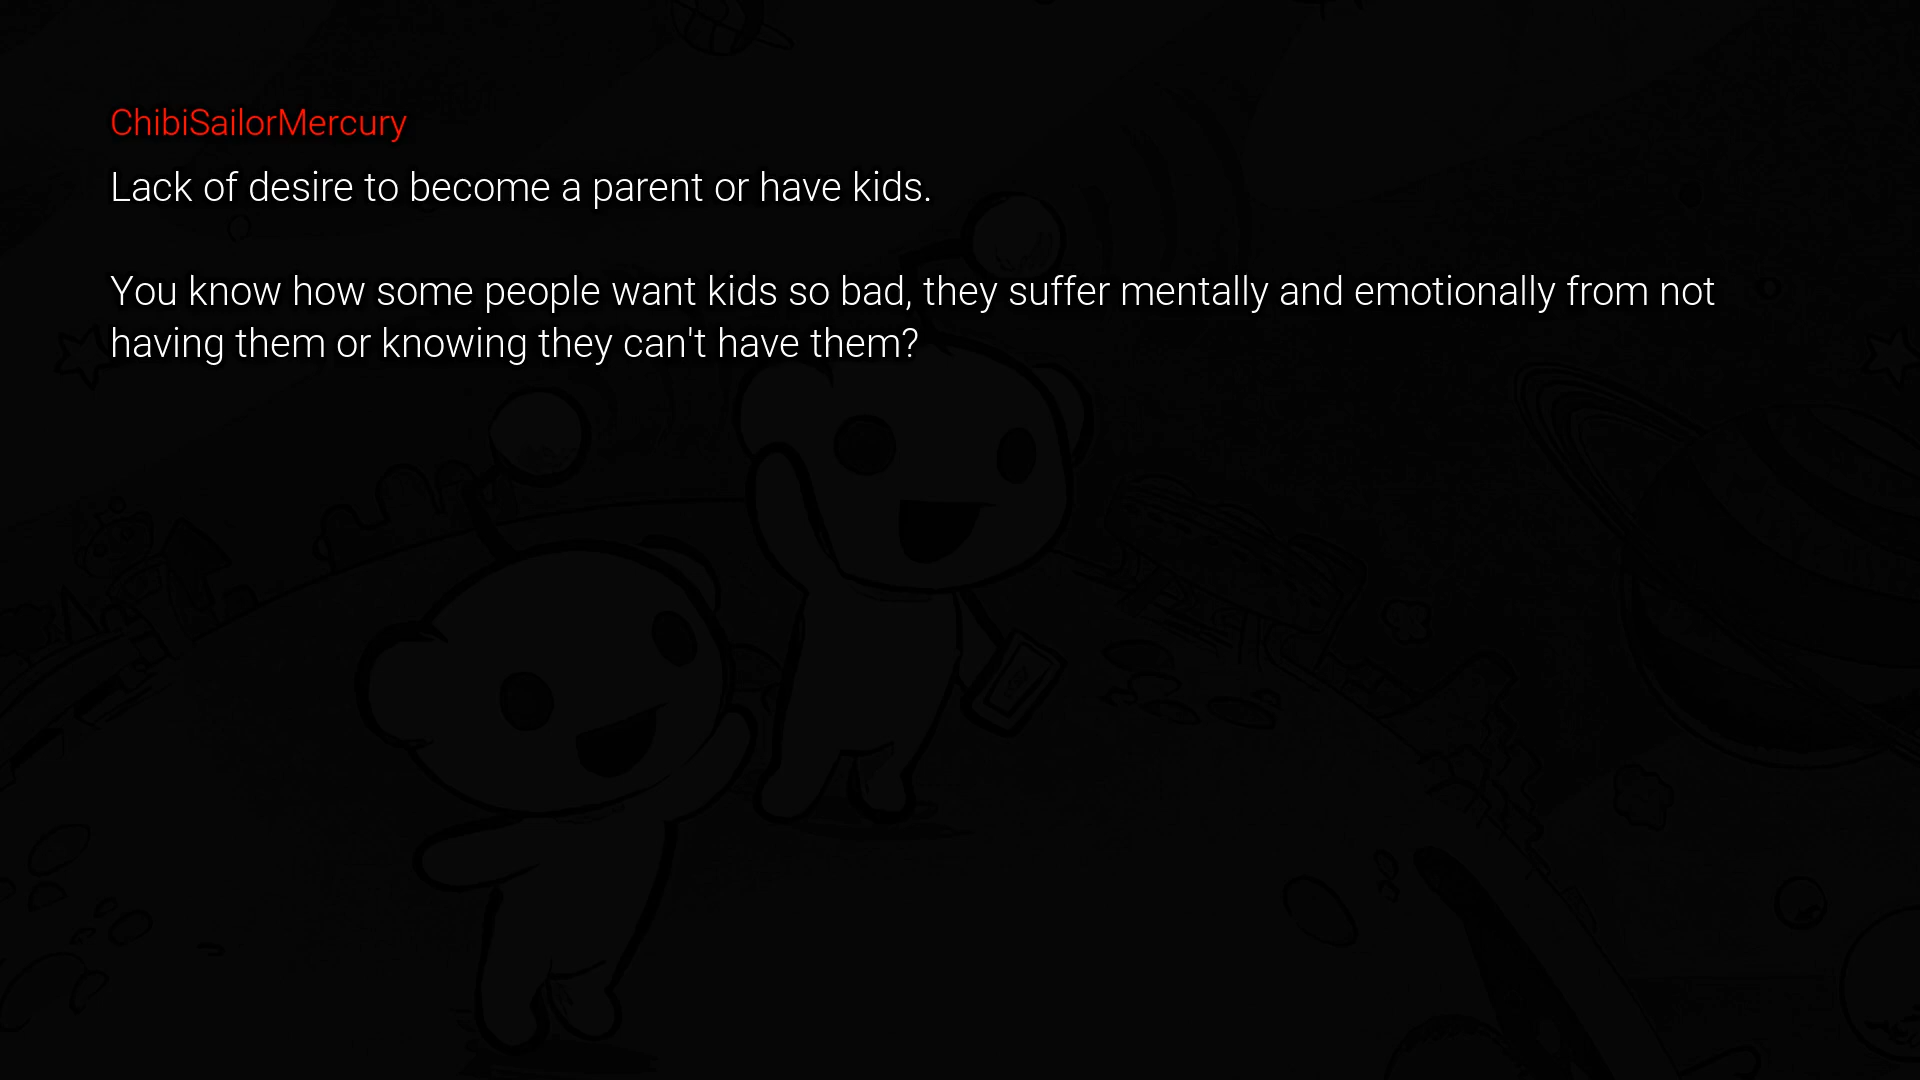 ChibiSailorMercury
Lack of desire to become a parent or have kids.
You know how some people want kids so bad, they suffer mentally and emotionally from not
having them or knowing they can't have them?